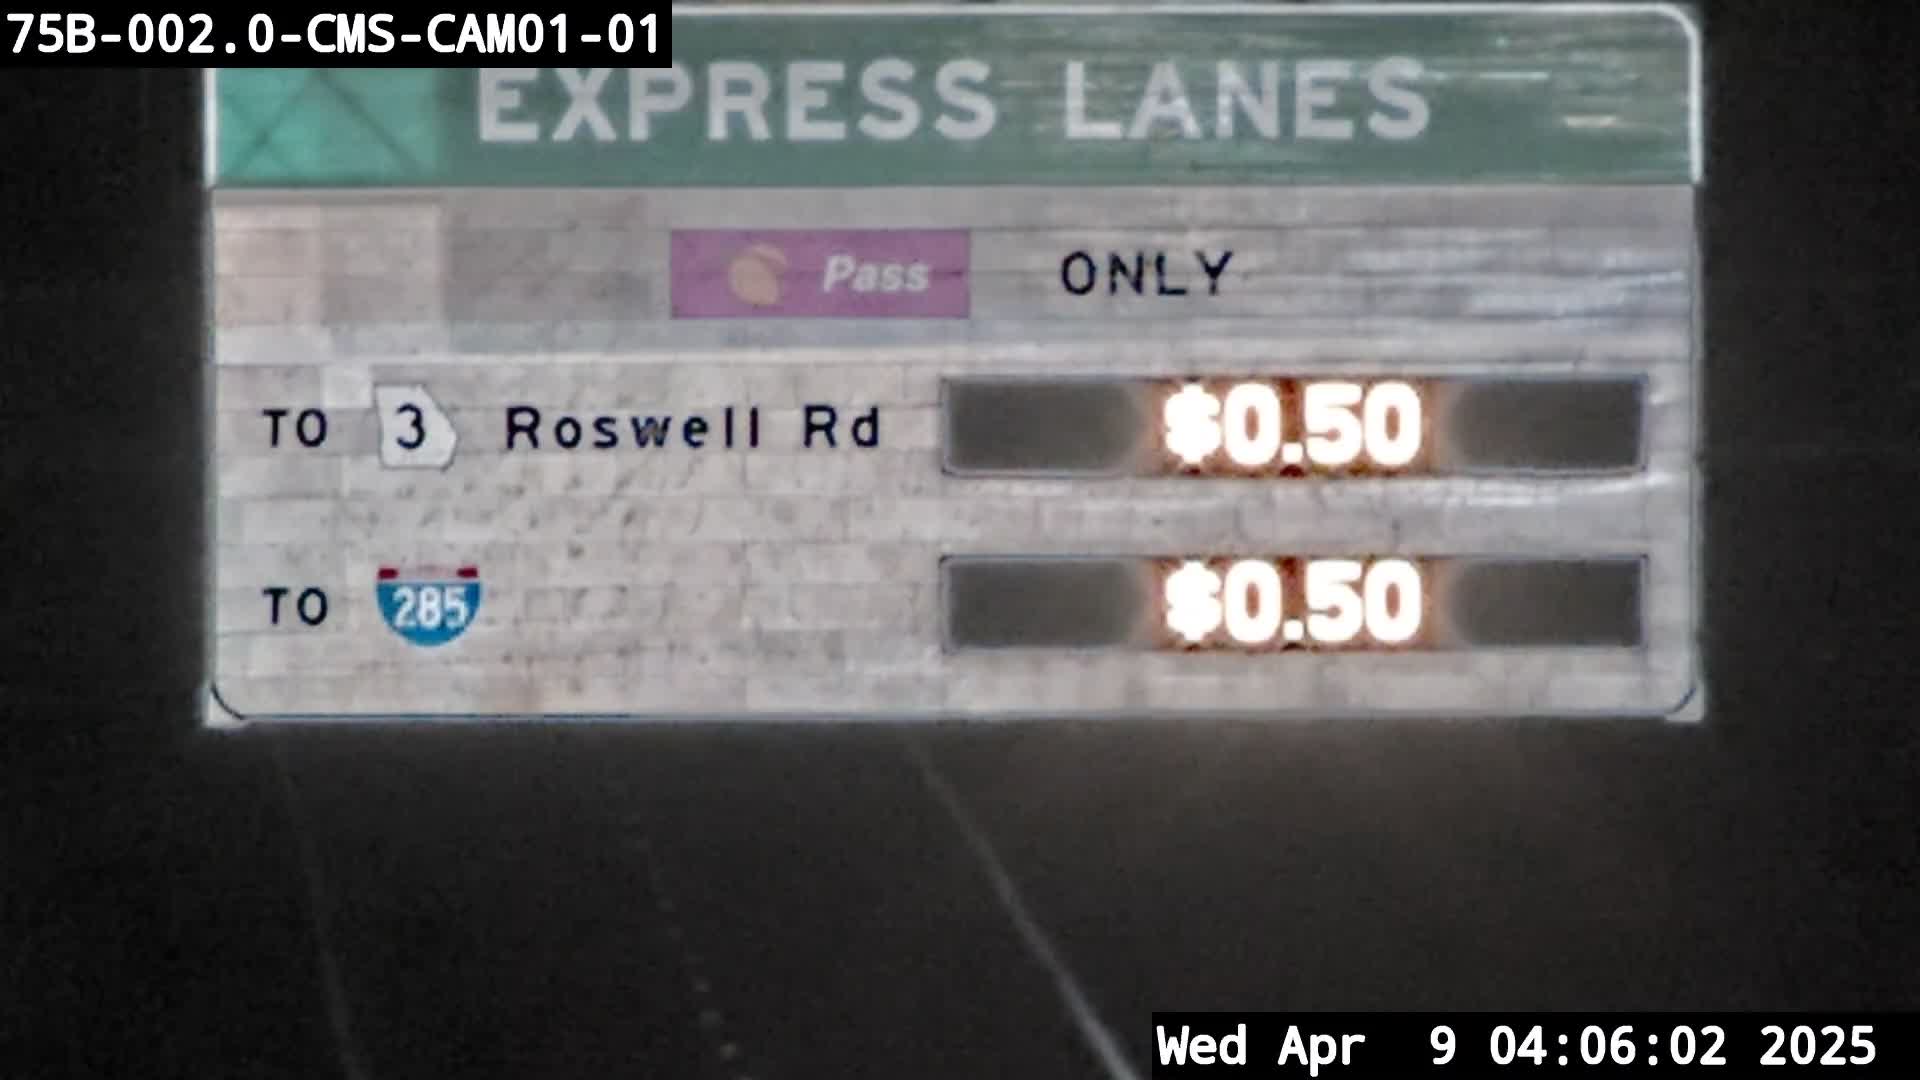 75B-002.0-CMS-CAM01-01
EXPRESS LANES
Pass ONLY
TO 3 Roswell Rd $0.50
TO 285 $0.50
Wed Apr 9 04:06:02 2025